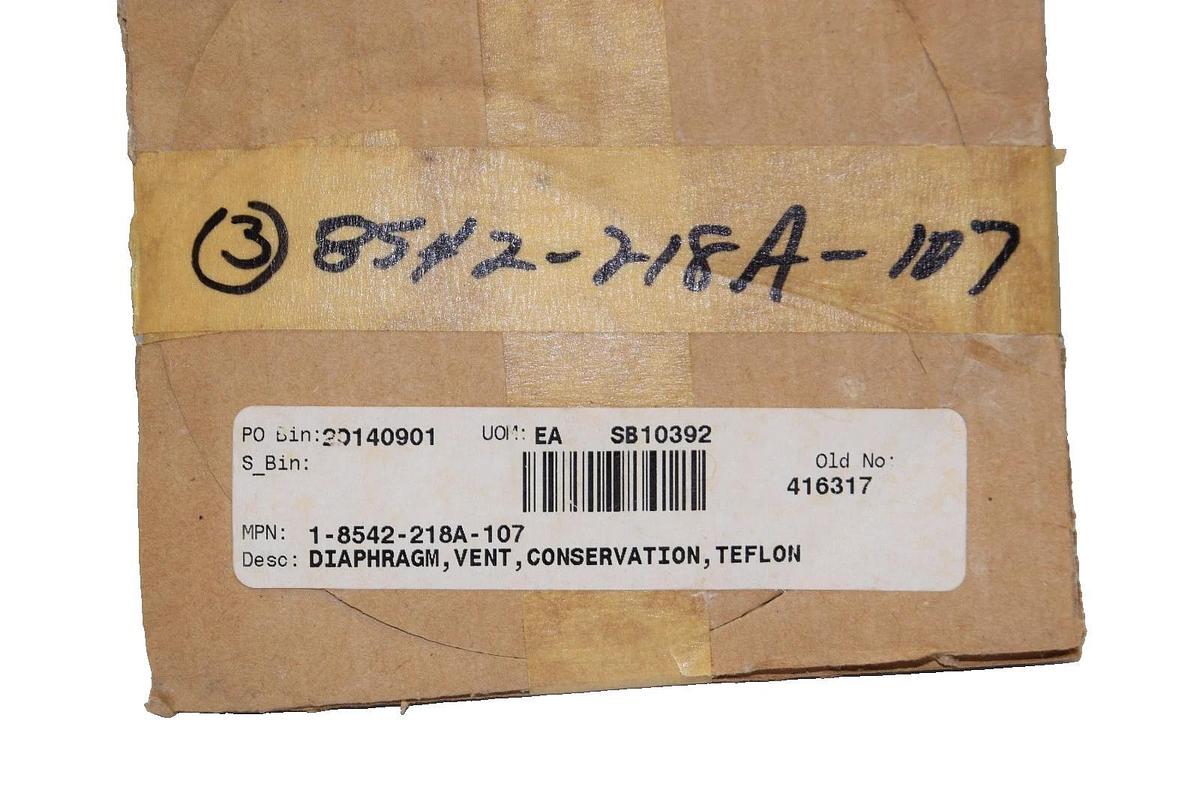 ③ 8542-218A-107
PO Bin: 20140901 UOM: EA SB10392
S_Bin:
Old No:
416317
MPN: 1-8542-218A-107
Desc: DIAPHRAGM,VENT,CONSERVATION,TEFLON